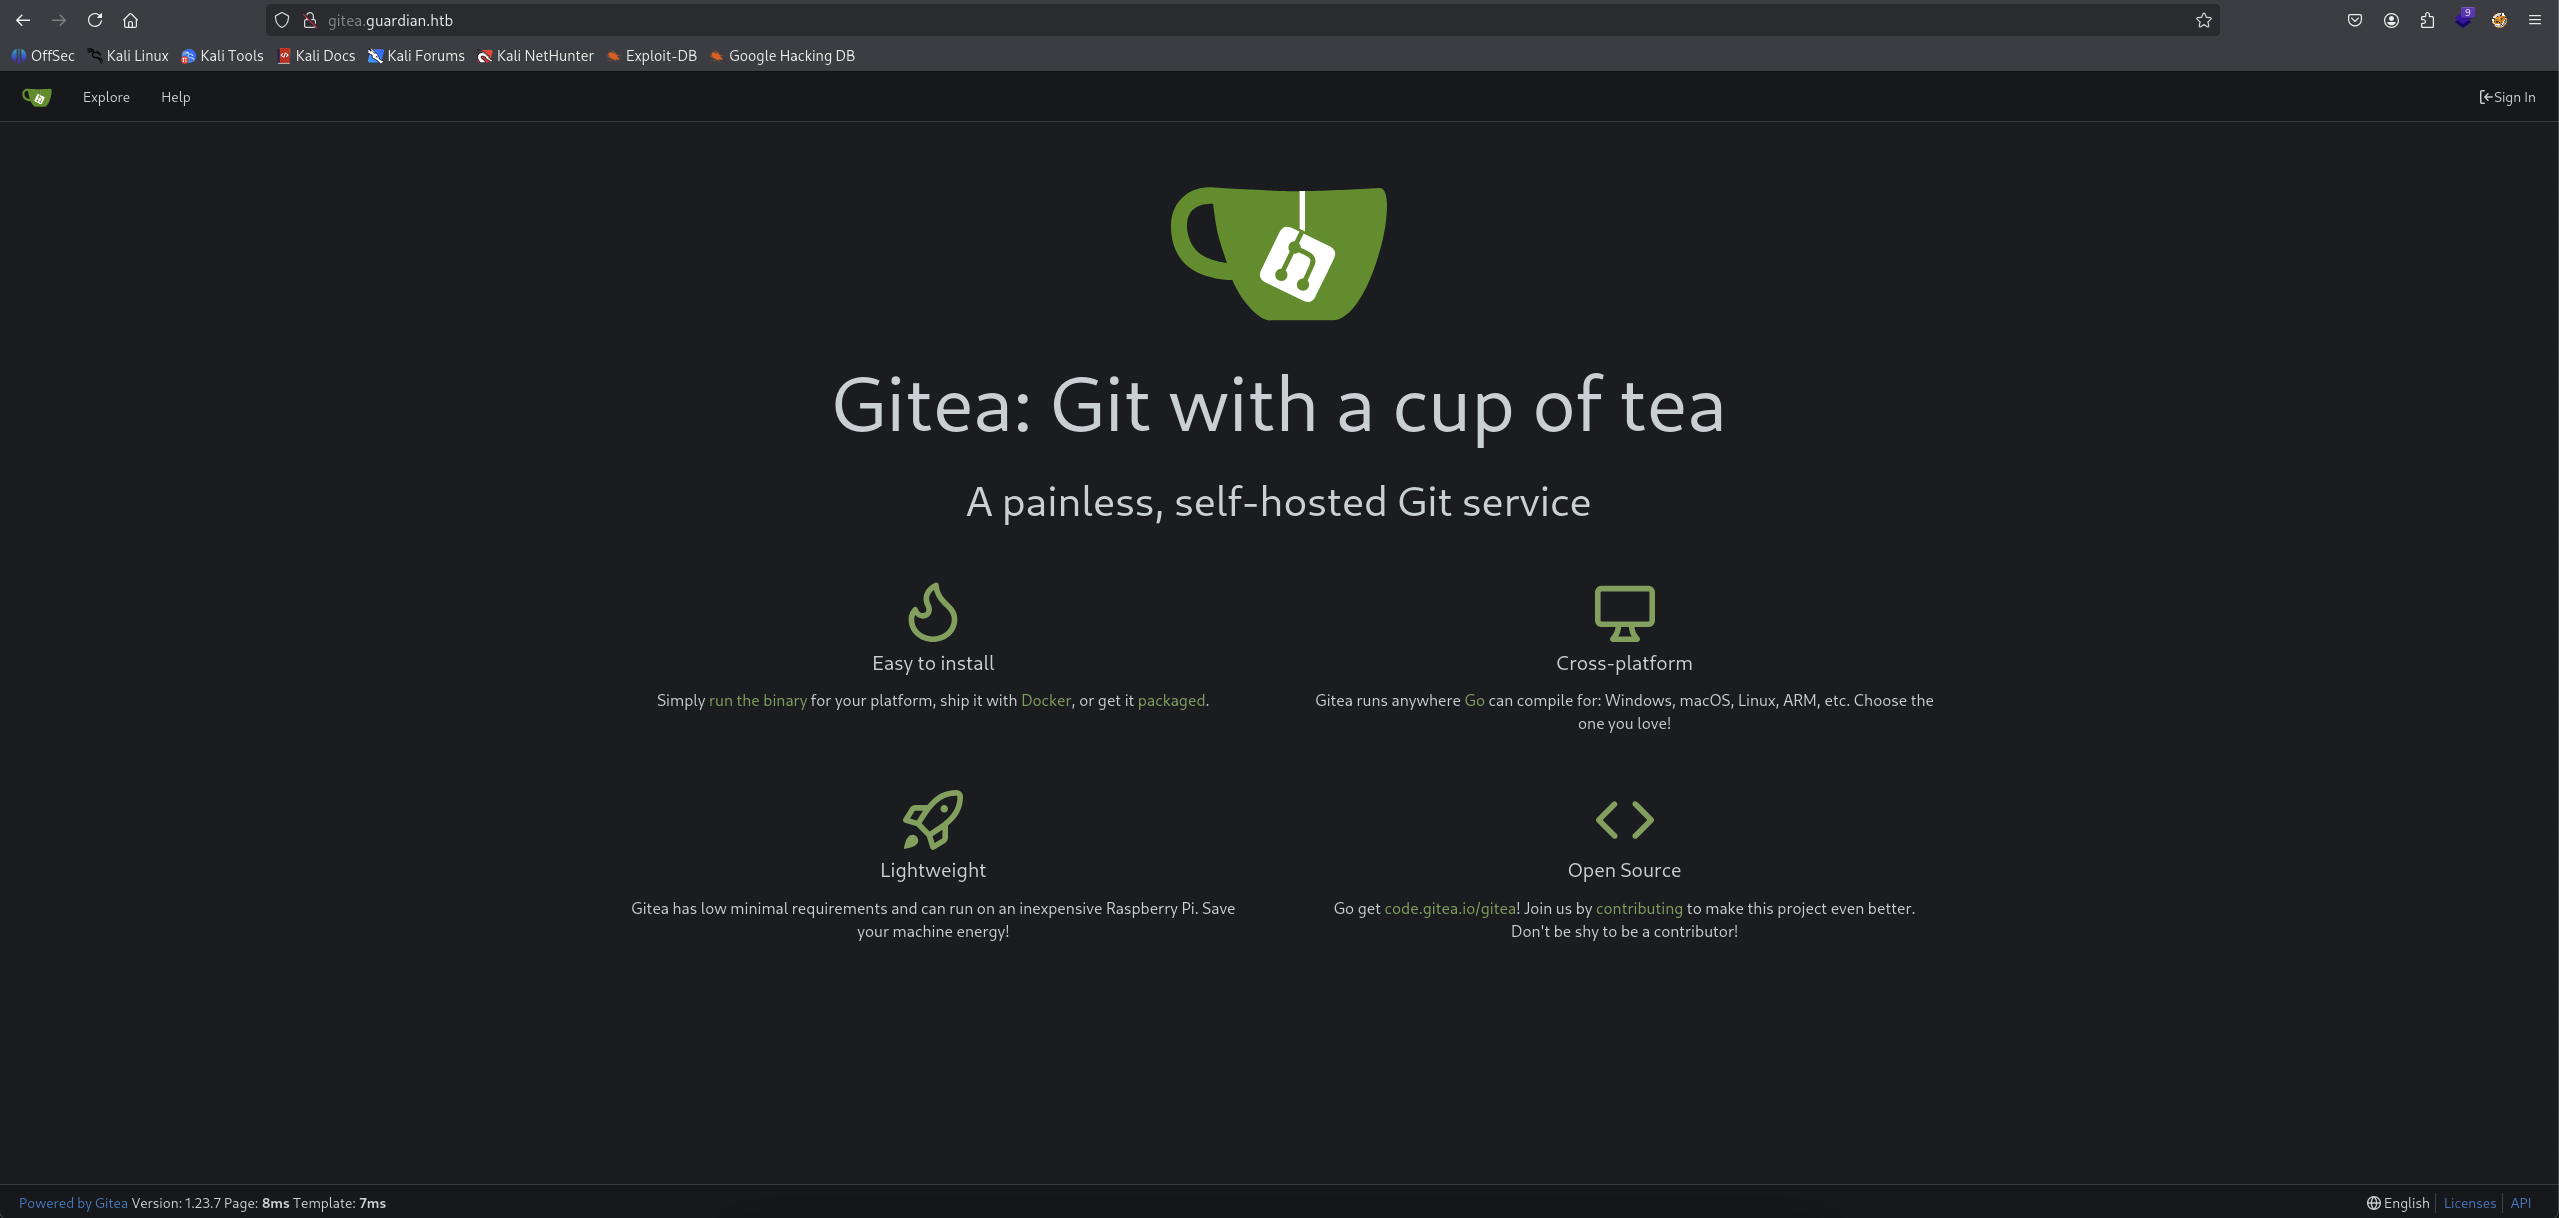 gitea.guardian.htb
9
OffSec Kali Linux Kali Tools Kali Docs Kali Forums Kali NetHunter Exploit-DB Google Hacking DB
Explore Help Sign In
Gitea: Git with a cup of tea
A painless, self-hosted Git service
Easy to install
Simply run the binary for your platform, ship it with Docker, or get it packaged.
Cross-platform
Gitea runs anywhere Go can compile for: Windows, macOS, Linux, ARM, etc. Choose the
one you love!
Lightweight
Gitea has low minimal requirements and can run on an inexpensive Raspberry Pi. Save
your machine energy!
Open Source
Go get code.gitea.io/gitea! Join us by contributing to make this project even better.
Don't be shy to be a contributor!
Powered by Gitea Version: 1.23.7 Page: 8ms Template: 7ms
English Licenses API